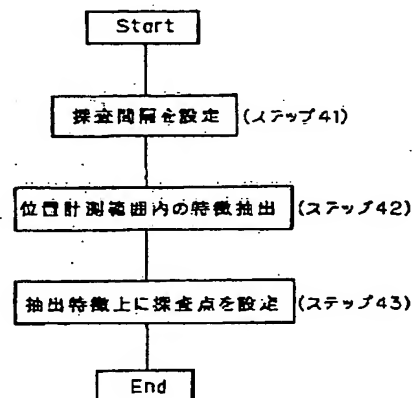 Start
探査間隔を設定 (ステップ41)
位置計測範囲内の特徴抽出 (ステップ42)
抽出特徴上に探査点を設定 (ステップ43)
End